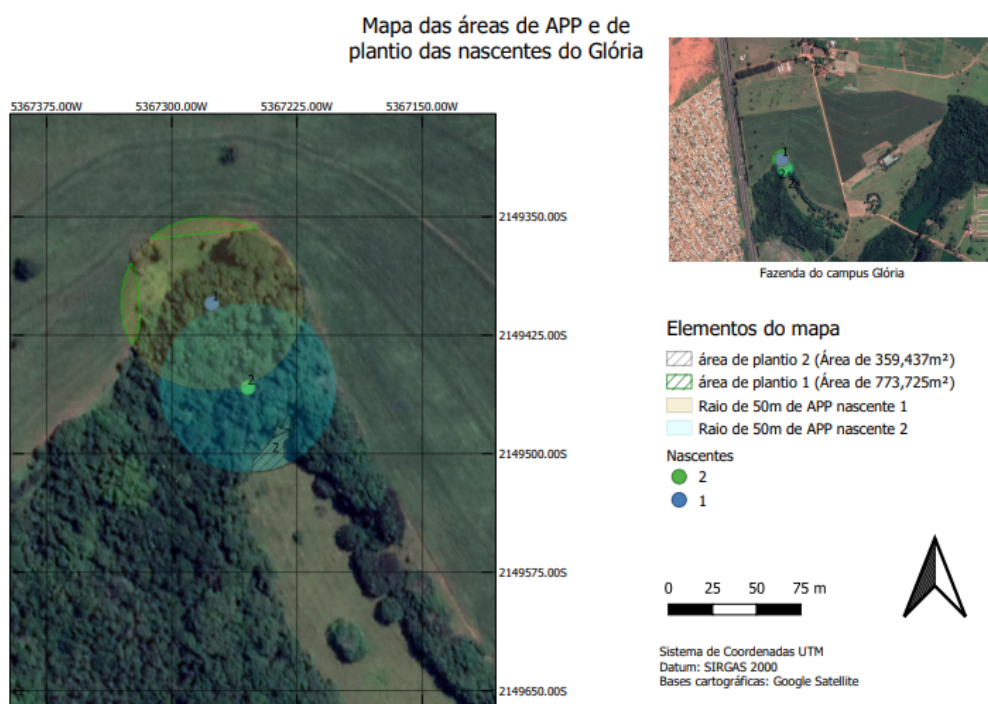 Mapa das áreas de APP e de
plantio das nascentes do Glória
5367375.00W
5367300.00W
5367225.00W
5367150.00W
2149350.00S
2149425.00S
2149500.00S
2149575.00S
2149650.00S
1
2
2
1
2
2
Fazenda do campus Glória
Elementos do mapa
área de plantio 2 (Área de 359,437m²)
área de plantio 1 (Área de 773,725m²)
Raio de 50m de APP nascente 1
Raio de 50m de APP nascente 2
Nascentes
2
1
0 25 50 75 m
Sistema de Coordenadas UTM
Datum: SIRGAS 2000
Bases cartográficas: Google Satellite